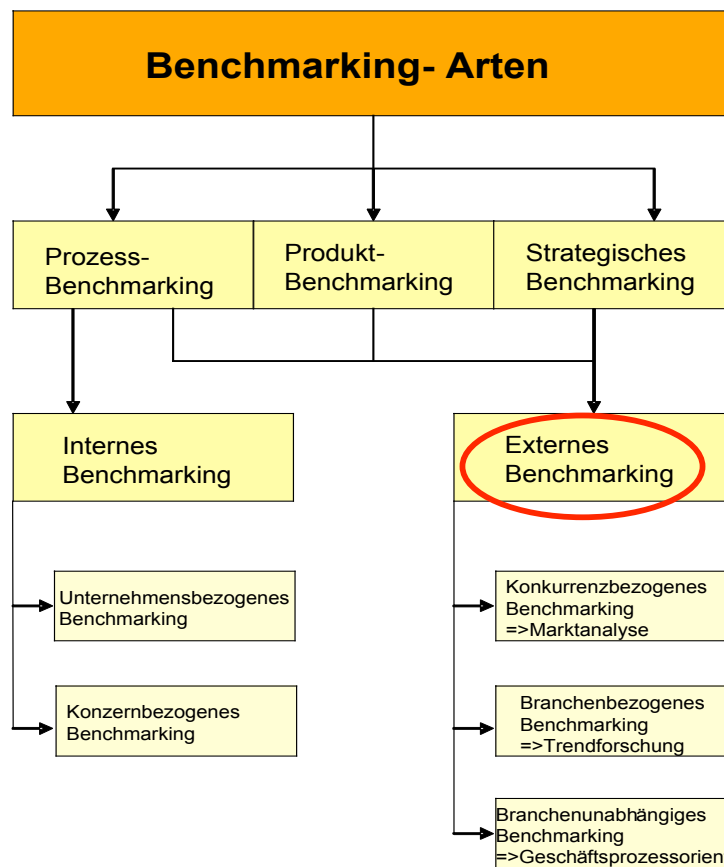 Benchmarking- Arten
Prozess-
Benchmarking
Produkt-
Benchmarking
Strategisches
Benchmarking
Internes
Benchmarking
Externes
Benchmarking
Unternehmensbezogenes
Benchmarking
Konzernbezogenes
Benchmarking
Konkurrenzbezogenes
Benchmarking
=>Marktanalyse
Branchenbezogenes
Benchmarking
=>Trendforschung
Branchenunabhängiges
Benchmarking
=>Geschäftsprozessorien